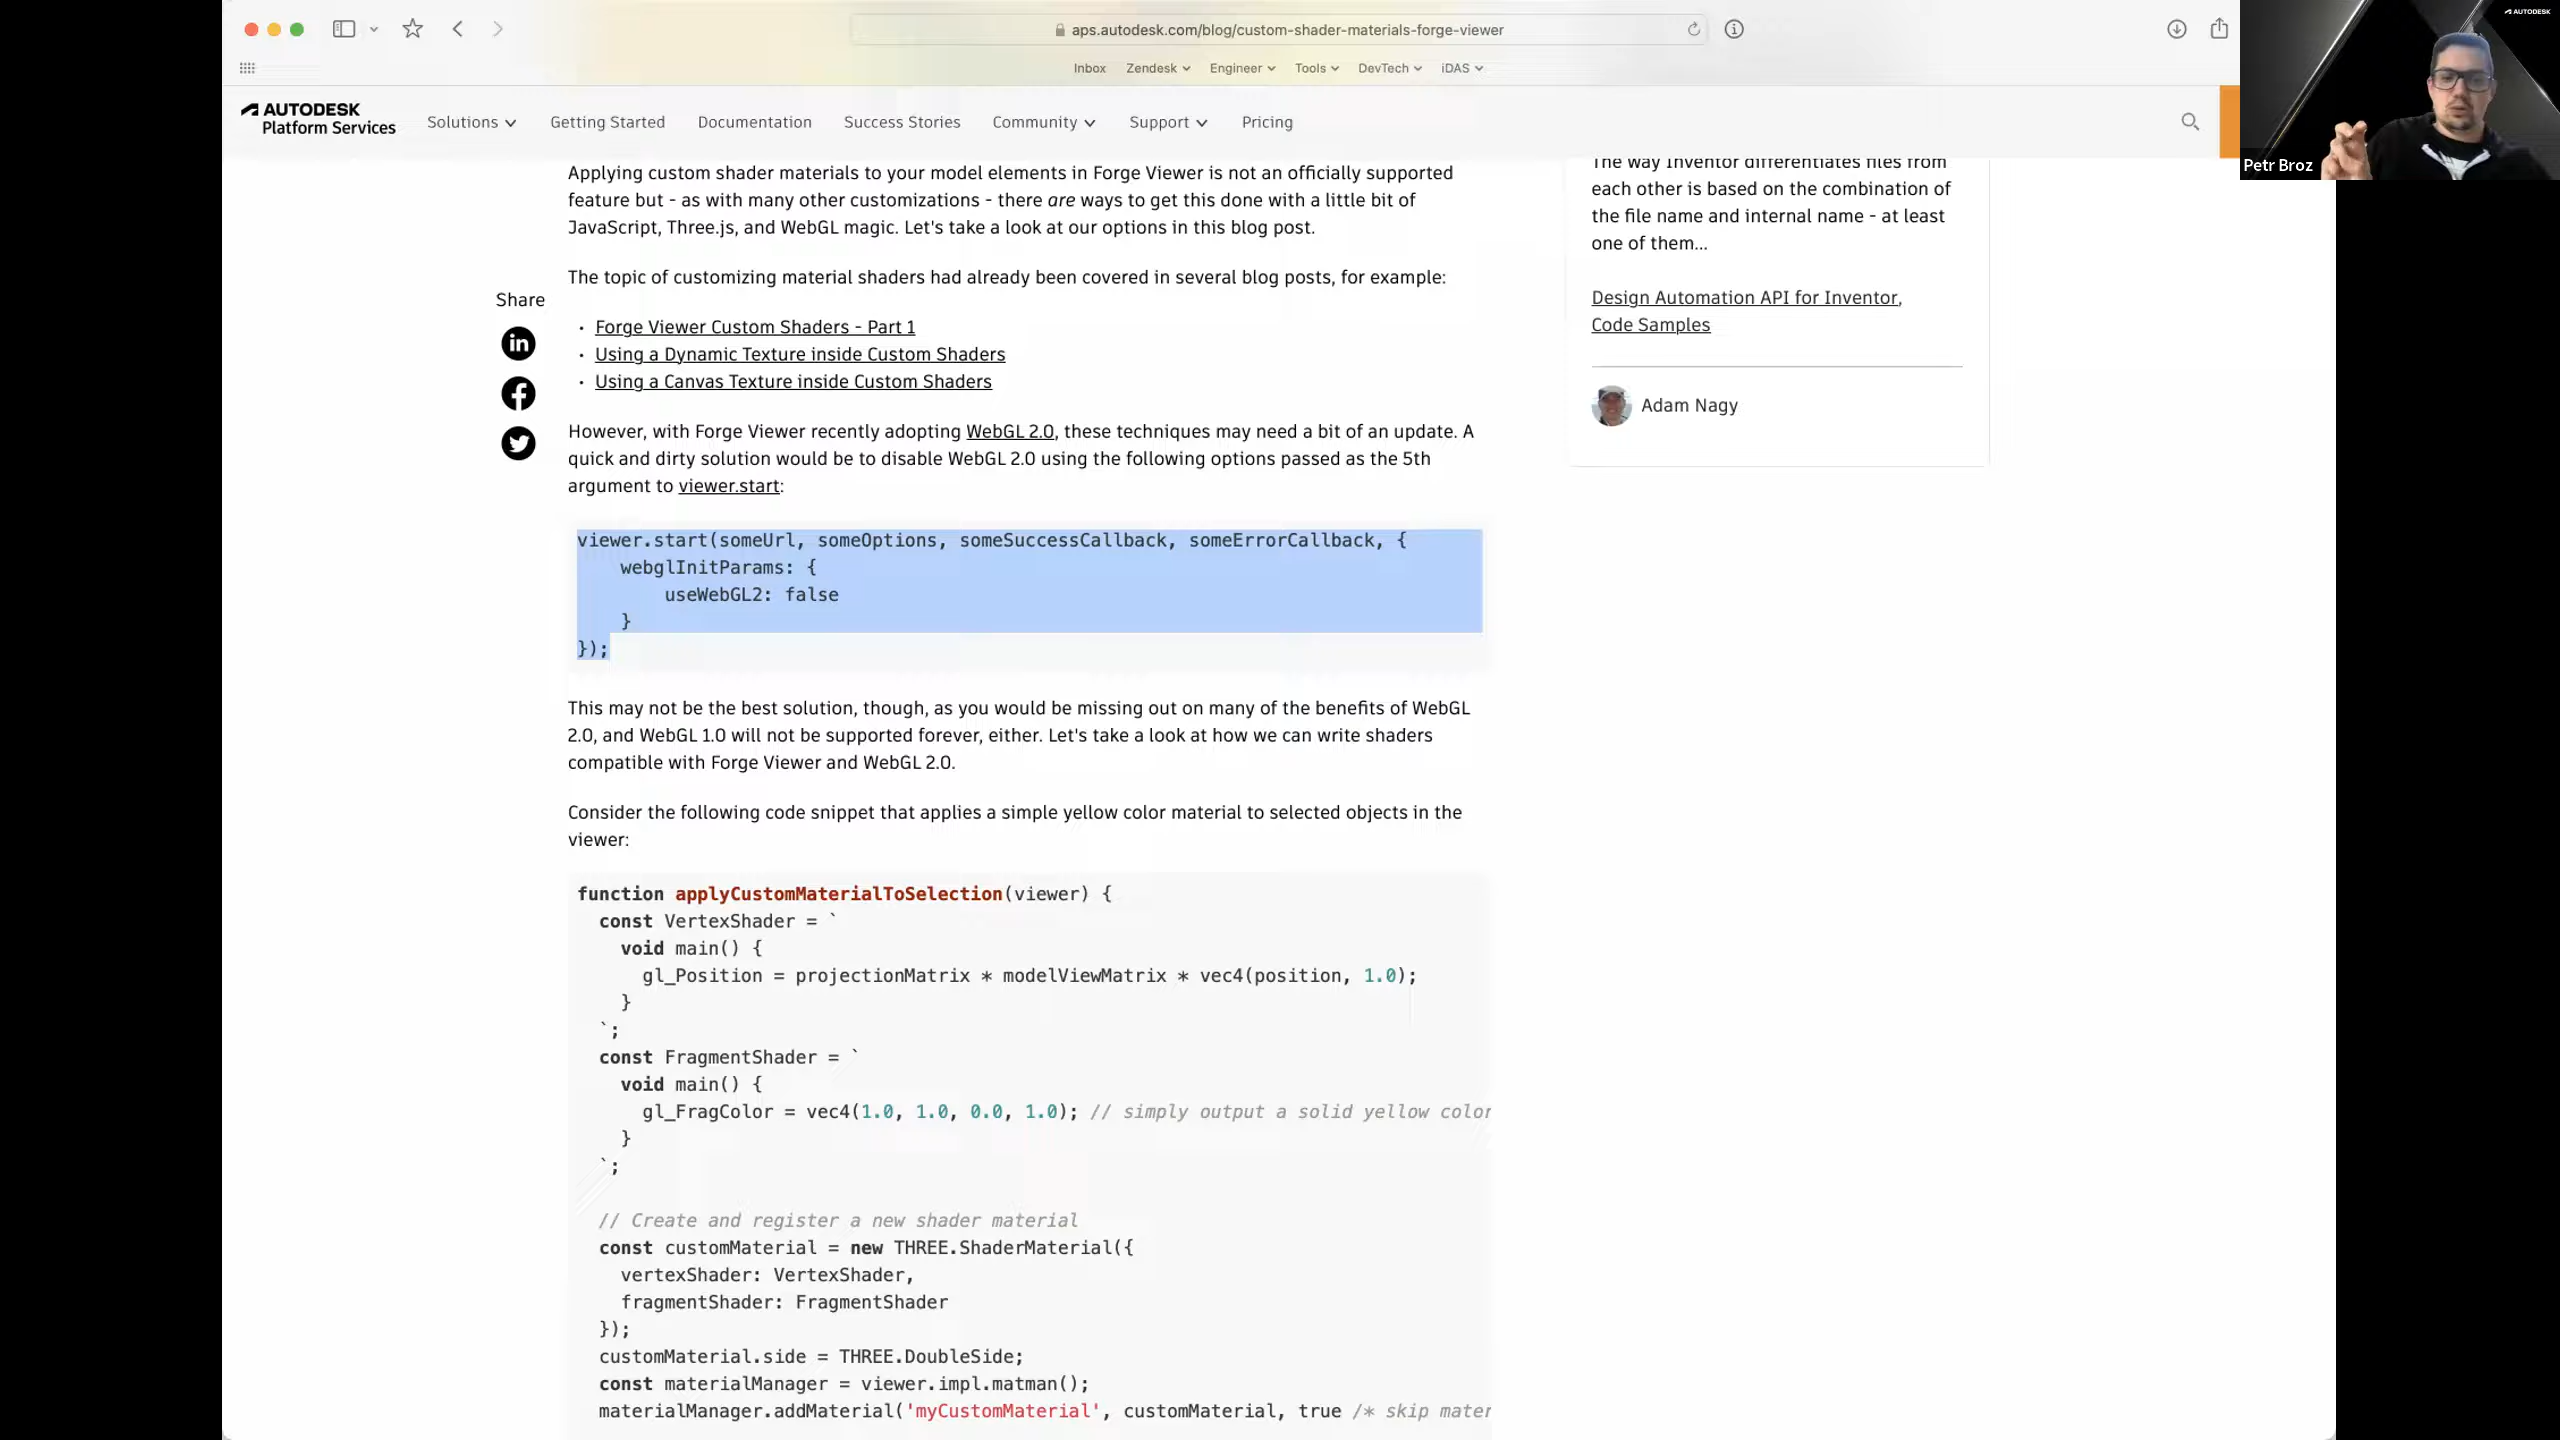 aps.autodesk.com/blog/custom-shader-materials-forge-viewer
Inbox Zendesk Engineer Tools DevTech iDAS
AUTODESK
Platform Services
Solutions Getting Started Documentation Success Stories Community Support Pricing
AUTODESK
Petr Broz
Applying custom shader materials to your model elements in Forge Viewer is not an officially supported
feature but - as with many other customizations - there are ways to get this done with a little bit of
JavaScript, Three.js, and WebGL magic. Let's take a look at our options in this blog post.
The topic of customizing material shaders had already been covered in several blog posts, for example:
Share
• Forge Viewer Custom Shaders - Part 1
• Using a Dynamic Texture inside Custom Shaders
• Using a Canvas Texture inside Custom Shaders
However, with Forge Viewer recently adopting WebGL 2.0, these techniques may need a bit of an update. A
quick and dirty solution would be to disable WebGL 2.0 using the following options passed as the 5th
argument to viewer.start:
viewer.start(someUrl, someOptions, someSuccessCallback, someErrorCallback, {
webglInitParams: {
useWebGL2: false
}
});
This may not be the best solution, though, as you would be missing out on many of the benefits of WebGL
2.0, and WebGL 1.0 will not be supported forever, either. Let's take a look at how we can write shaders
compatible with Forge Viewer and WebGL 2.0.
Consider the following code snippet that applies a simple yellow color material to selected objects in the
viewer:
function applyCustomMaterialToSelection(viewer) {
const VertexShader = `
void main() {
gl_Position = projectionMatrix * modelViewMatrix * vec4(position, 1.0);
}
`;
const FragmentShader = `
void main() {
gl_FragColor = vec4(1.0, 1.0, 0.0, 1.0); // simply output a solid yellow color
}
`;
// Create and register a new shader material
const customMaterial = new THREE.ShaderMaterial({
vertexShader: VertexShader,
fragmentShader: FragmentShader
});
customMaterial.side = THREE.DoubleSide;
const materialManager = viewer.impl.matman();
materialManager.addMaterial('myCustomMaterial', customMaterial, true /* skip mater
The way Inventor differentiates files from
each other is based on the combination of
the file name and internal name - at least
one of them...
Design Automation API for Inventor,
Code Samples
Adam Nagy